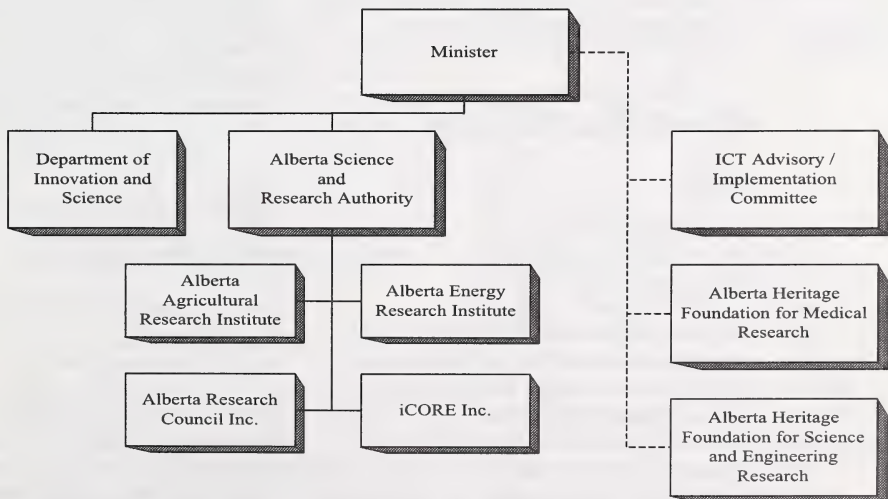 Minister
Department of
Innovation and
Science
Alberta Science
and
Research Authority
ICT Advisory /
Implementation
Committee
Alberta
Agricultural
Research Institute
Alberta Energy
Research Institute
Alberta Heritage
Foundation for Medical
Research
Alberta Research
Council Inc.
iCORE Inc.
Alberta Heritage
Foundation for Science
and Engineering
Research